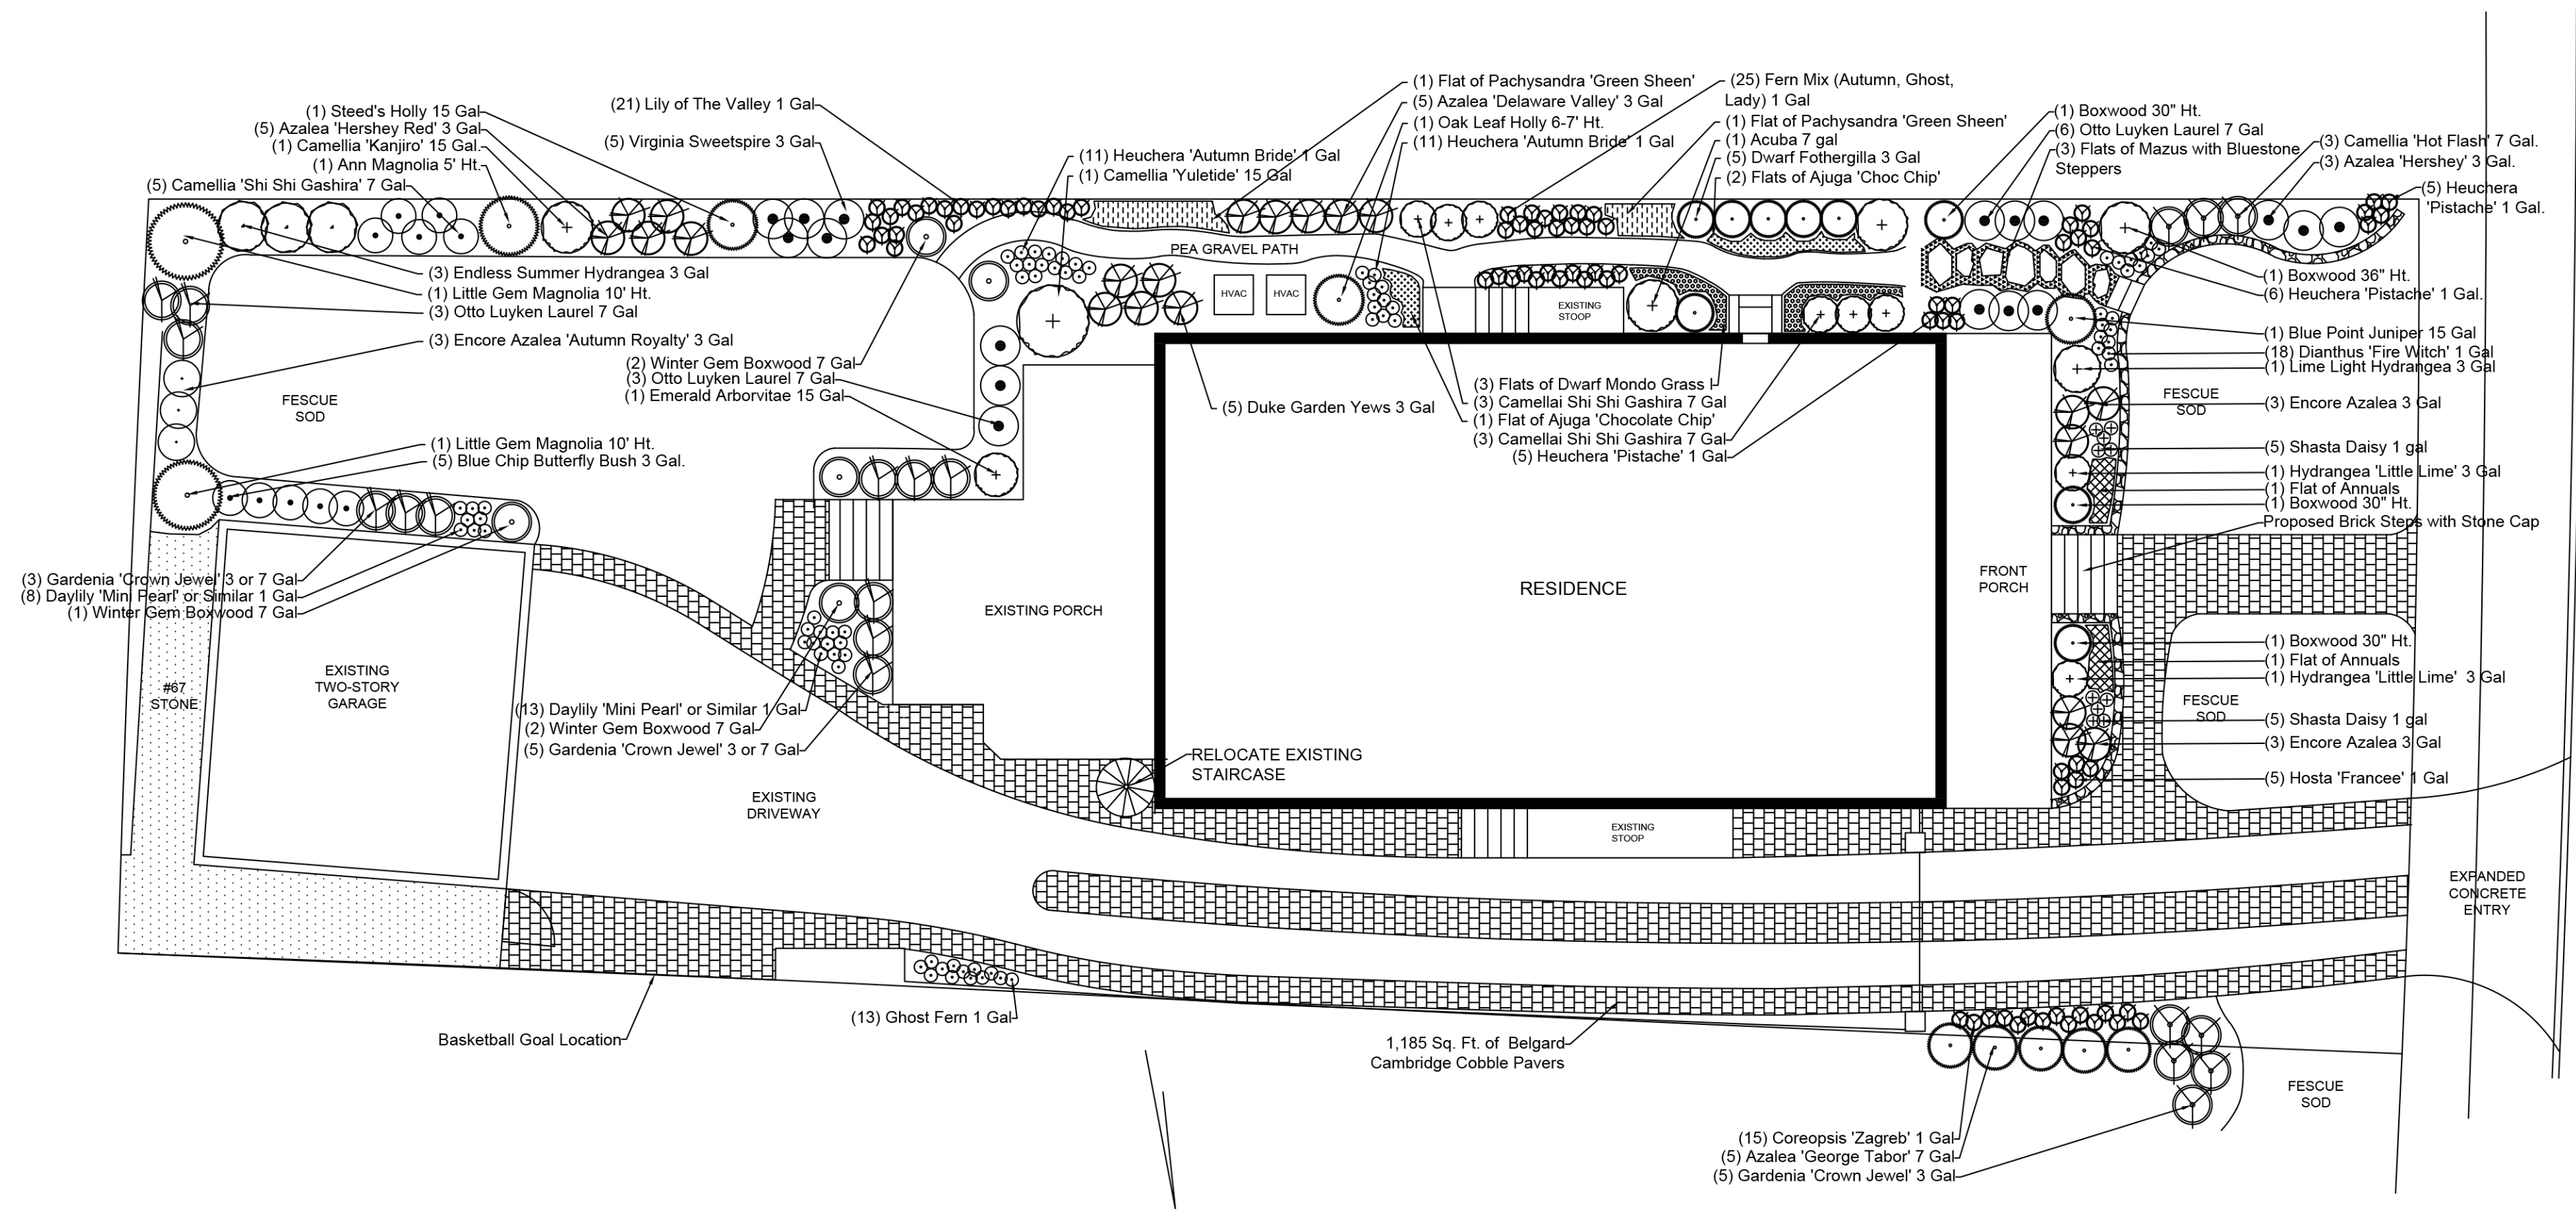 (1) Steed's Holly 15 Gal
(5) Azalea 'Hershey Red' 3 Gal
(1) Camellia 'Kanjiro' 15 Gal.
(1) Ann Magnolia 5' Ht.
(5) Camellia 'Shi Shi Gashira' 7 Gal
(21) Lily of The Valley 1 Gal
(5) Virginia Sweetspire 3 Gal
(11) Heuchera 'Autumn Bride' 1 Gal
(1) Camellia 'Yuletide' 15 Gal
(1) Flat of Pachysandra 'Green Sheen'
(5) Azalea 'Delaware Valley' 3 Gal
(1) Oak Leaf Holly 6-7' Ht.
(11) Heuchera 'Autumn Bride' 1 Gal
(25) Fern Mix (Autumn, Ghost,
Lady) 1 Gal
(1) Flat of Pachysandra 'Green Sheen'
(1) Acuba 7 gal
(5) Dwarf Fothergilla 3 Gal
(2) Flats of Ajuga 'Choc Chip'
(1) Boxwood 30" Ht.
(6) Otto Luyken Laurel 7 Gal
(3) Flats of Mazus with Bluestone
Steppers
(3) Camellia 'Hot Flash' 7 Gal.
(3) Azalea 'Hershey' 3 Gal.
(5) Heuchera
'Pistache' 1 Gal.
PEA GRAVEL PATH
HVAC
HVAC
EXISTING
STOOP
(3) Endless Summer Hydrangea 3 Gal
(1) Little Gem Magnolia 10' Ht.
(3) Otto Luyken Laurel 7 Gal
(3) Encore Azalea 'Autumn Royalty' 3 Gal
(2) Winter Gem Boxwood 7 Gal
(3) Otto Luyken Laurel 7 Gal
(1) Emerald Arborvitae 15 Gal
FESCUE
SOD
(1) Little Gem Magnolia 10' Ht.
(5) Blue Chip Butterfly Bush 3 Gal.
(5) Duke Garden Yews 3 Gal
(3) Flats of Dwarf Mondo Grass
(3) Camellai Shi Shi Gashira 7 Gal
(1) Flat of Ajuga 'Chocolate Chip'
(3) Camellai Shi Shi Gashira 7 Gal
(5) Heuchera 'Pistache' 1 Gal
(1) Boxwood 36" Ht.
(6) Heuchera 'Pistache' 1 Gal.
(1) Blue Point Juniper 15 Gal
(18) Dianthus 'Fire Witch' 1 Gal
(1) Lime Light Hydrangea 3 Gal
FESCUE
SOD
(3) Encore Azalea 3 Gal
(5) Shasta Daisy 1 gal
(1) Hydrangea 'Little Lime' 3 Gal
(1) Flat of Annuals
(1) Boxwood 30" Ht.
Proposed Brick Steps with Stone Cap
(3) Gardenia 'Crown Jewel' 3 or 7 Gal
(8) Daylily 'Mini Pearl' or Similar 1 Gal
(1) Winter Gem Boxwood 7 Gal
#67
STONE
EXISTING
TWO-STORY
GARAGE
EXISTING PORCH
RESIDENCE
FRONT
PORCH
(13) Daylily 'Mini Pearl' or Similar 1 Gal
(2) Winter Gem Boxwood 7 Gal
(5) Gardenia 'Crown Jewel' 3 or 7 Gal
RELOCATE EXISTING
STAIRCASE
EXISTING
DRIVEWAY
EXISTING
STOOP
(1) Boxwood 30" Ht.
(1) Flat of Annuals
(1) Hydrangea 'Little Lime' 3 Gal
FESCUE
SOD
(5) Shasta Daisy 1 gal
(3) Encore Azalea 3 Gal
(5) Hosta 'Francee' 1 Gal
EXPANDED
CONCRETE
ENTRY
Basketball Goal Location
(13) Ghost Fern 1 Gal
1,185 Sq. Ft. of Belgard
Cambridge Cobble Pavers
FESCUE
SOD
(15) Coreopsis 'Zagreb' 1 Gal
(5) Azalea 'George Tabor' 7 Gal
(5) Gardenia 'Crown Jewel' 3 Gal